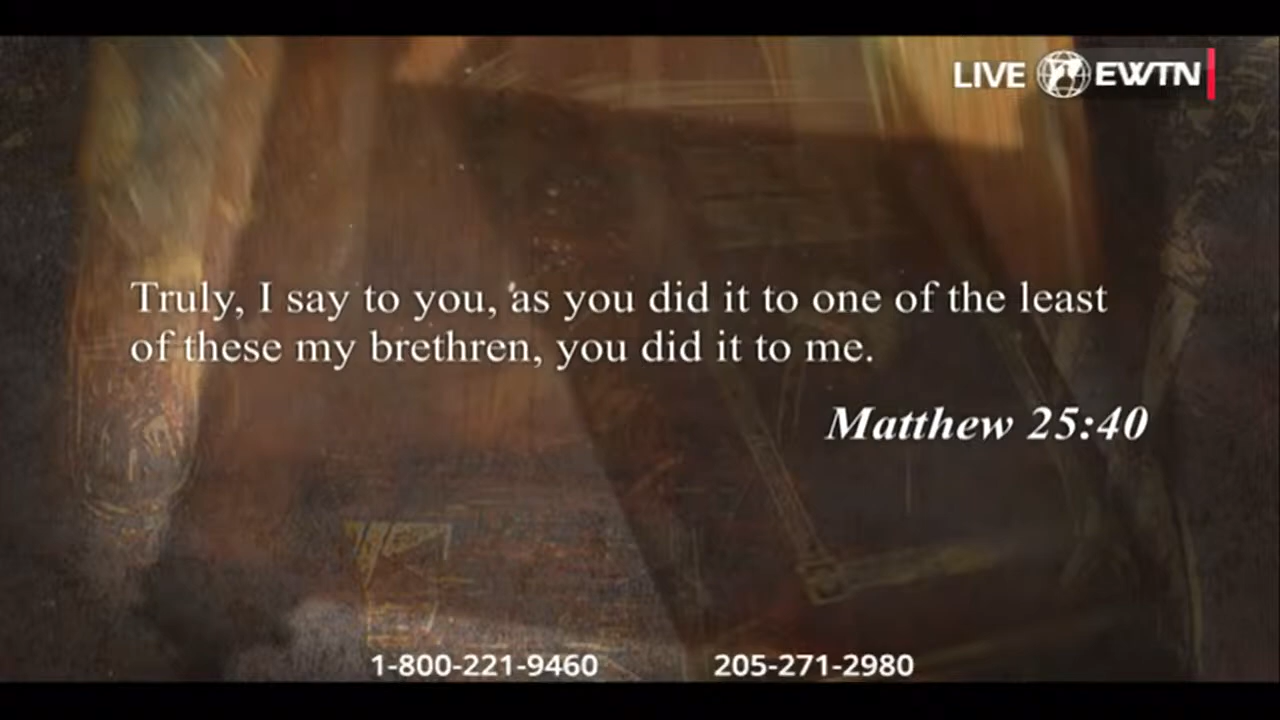 LIVE EWTN
Truly, I say to you, as you did it to one of the least
of these my brethren, you did it to me.
Matthew 25:40
1-800-221-9460 205-271-2980